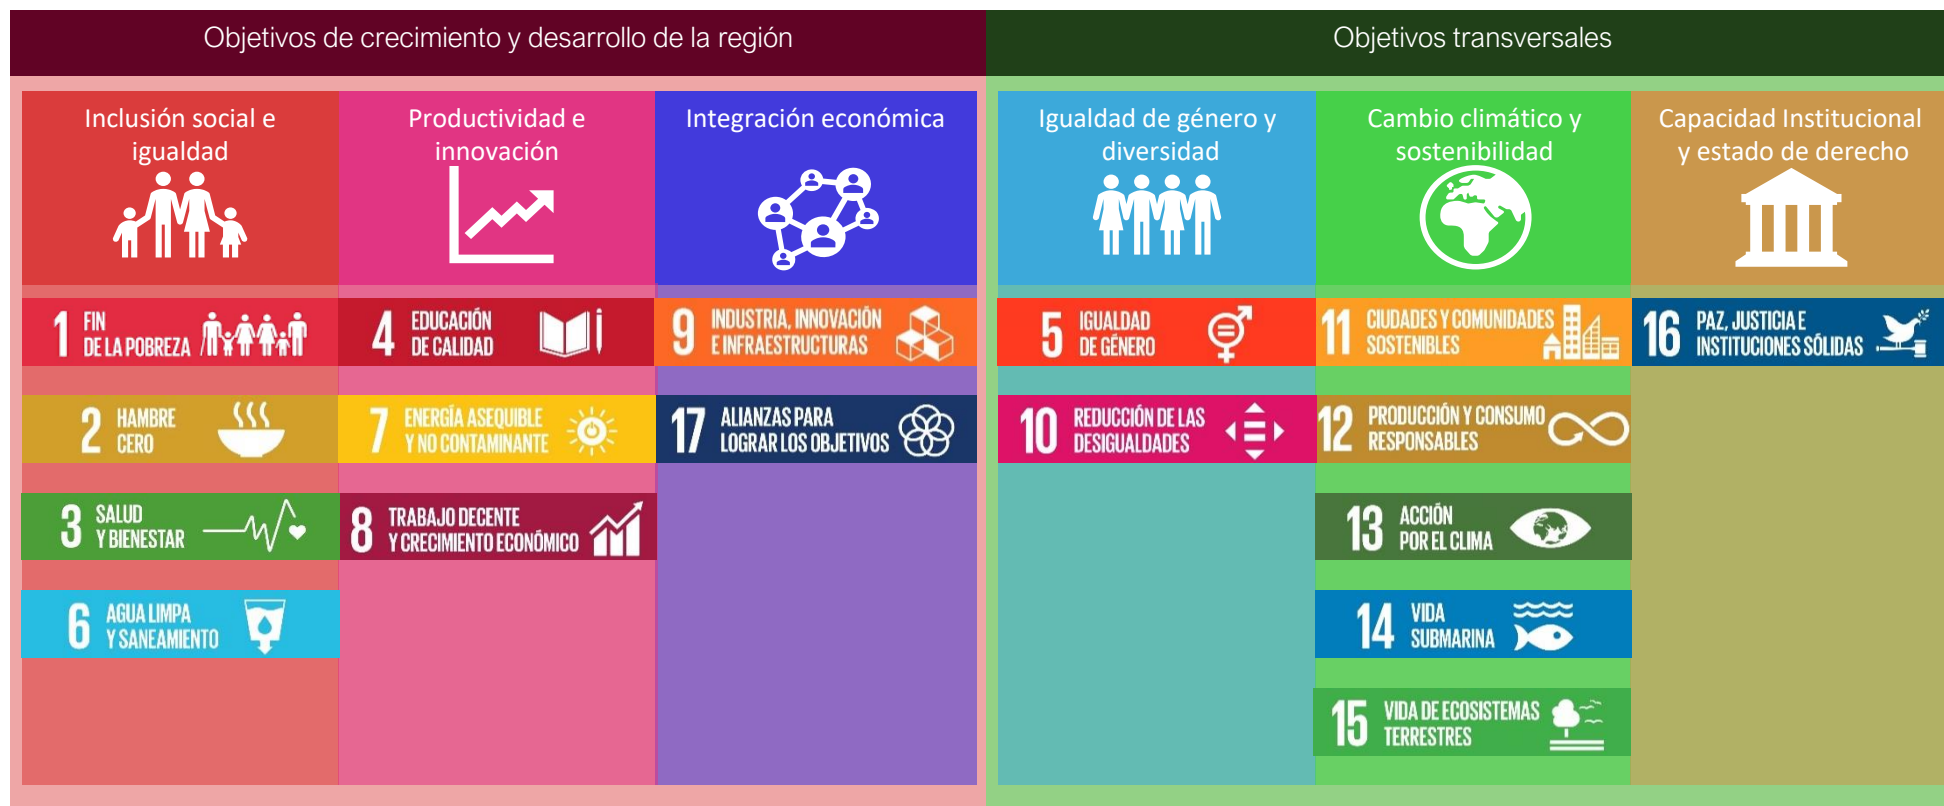 Objetivos de crecimiento y desarrollo de la región
Objetivos transversales
Inclusión social e
igualdad
Productividad e
innovación
Integración económica
Igualdad de género y
diversidad
Cambio climático y
sostenibilidad
Capacidad Institucional
y estado de derecho
1 FIN
DE LA POBREZA
4 EDUCACIÓN
DE CALIDAD
9 INDUSTRIA, INNOVACIÓN
E INFRAESTRUCTURAS
5 IGUALDAD
DE GÉNERO
11 CIUDADES Y COMUNIDADES
SOSTENIBLES
16 PAZ, JUSTICIA E
INSTITUCIONES SÓLIDAS
2 HAMBRE
CERO
7 ENERGÍA ASEQUIBLE
Y NO CONTAMINANTE
17 ALIANZAS PARA
LOGRAR LOS OBJETIVOS
10 REDUCCIÓN DE LAS
DESIGUALDADES
12 PRODUCCIÓN Y CONSUMO
RESPONSABLES
3 SALUD
Y BIENESTAR
8 TRABAJO DECENTE
Y CRECIMIENTO ECONÓMICO
13 ACCIÓN
POR EL CLIMA
6 AGUA LIMPA
Y SANEAMIENTO
14 VIDA
SUBMARINA
15 VIDA DE ECOSISTEMAS
TERRESTRES